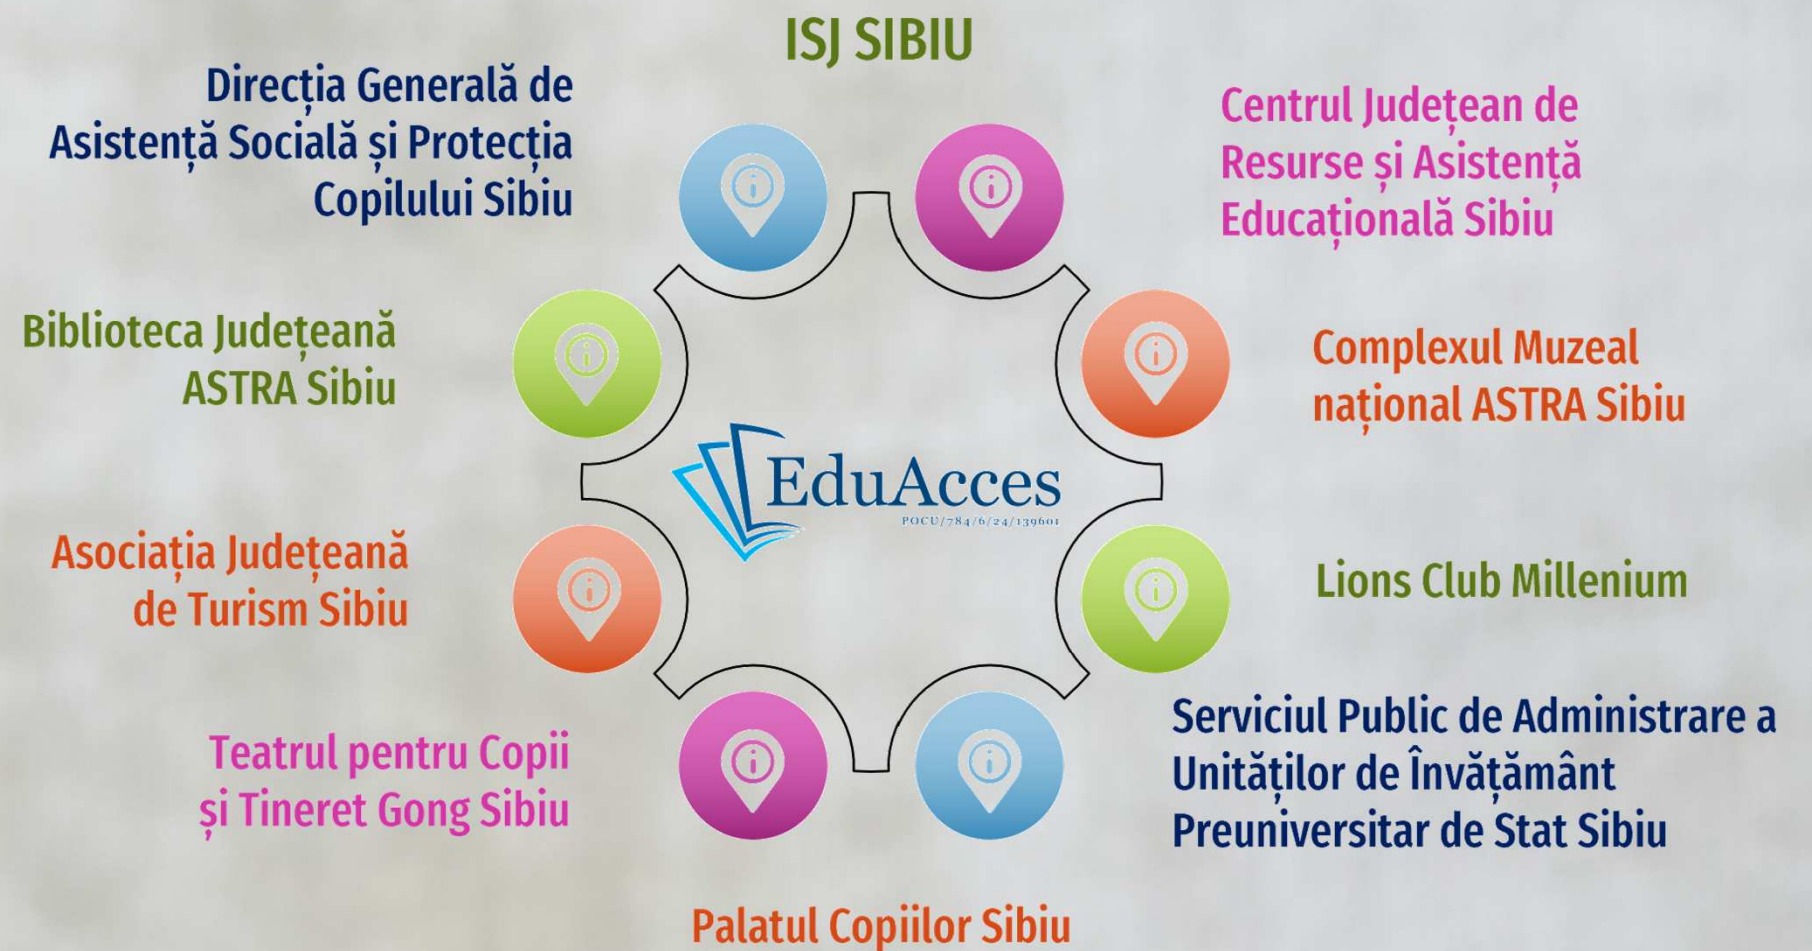 ISJ SIBIU
Direcția Generală de
Asistență Socială și Protecția
Copilului Sibiu
Centrul Județean de
Resurse și Asistență
Educațională Sibiu
Biblioteca Județeană
ASTRA Sibiu
Complexul Muzeal
național ASTRA Sibiu
EduAcces
POCU/784/6/24/139601
Asociația Județeană
de Turism Sibiu
Lions Club Millenium
Teatrul pentru Copii
și Tineret Gong Sibiu
Serviciul Public de Administrare a
Unităților de Învățământ
Preuniversitar de Stat Sibiu
Palatul Copiilor Sibiu